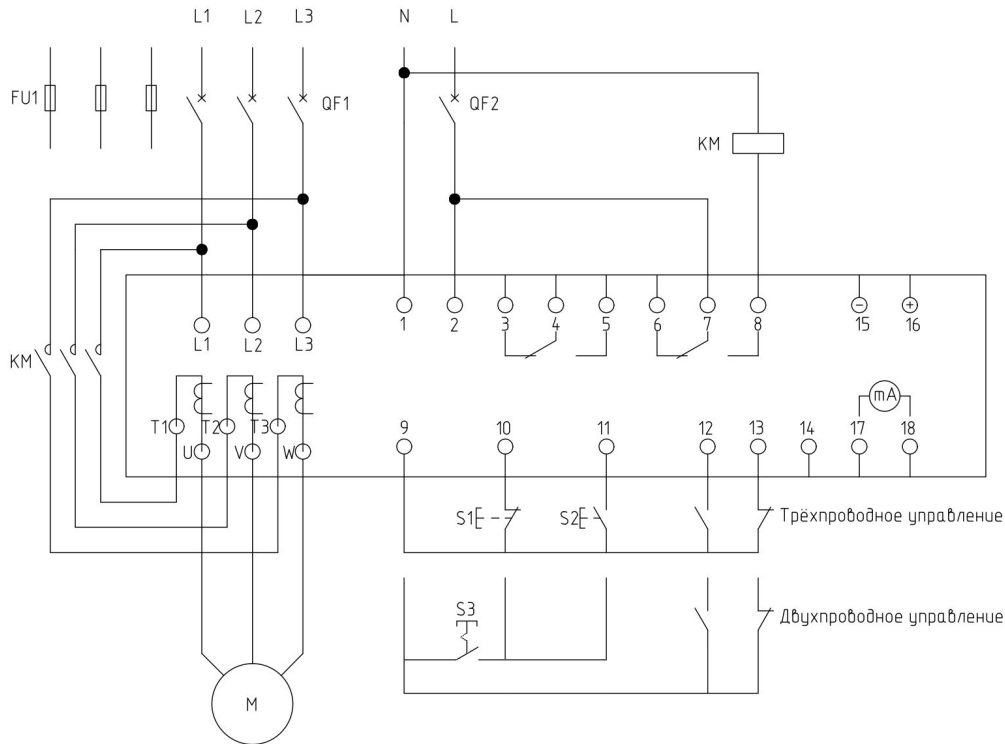 L1 L2 L3 N L
FU1 QF1 QF2
KM
1 2 3 4 5 6 7 8 15 16
L1 L2 L3
KM
mA
T1 T2 T3 9 10 11 12 13 14 17 18
U V W
S1 S2 Трёхпроводное управление
S3 Двухпроводное управление
M